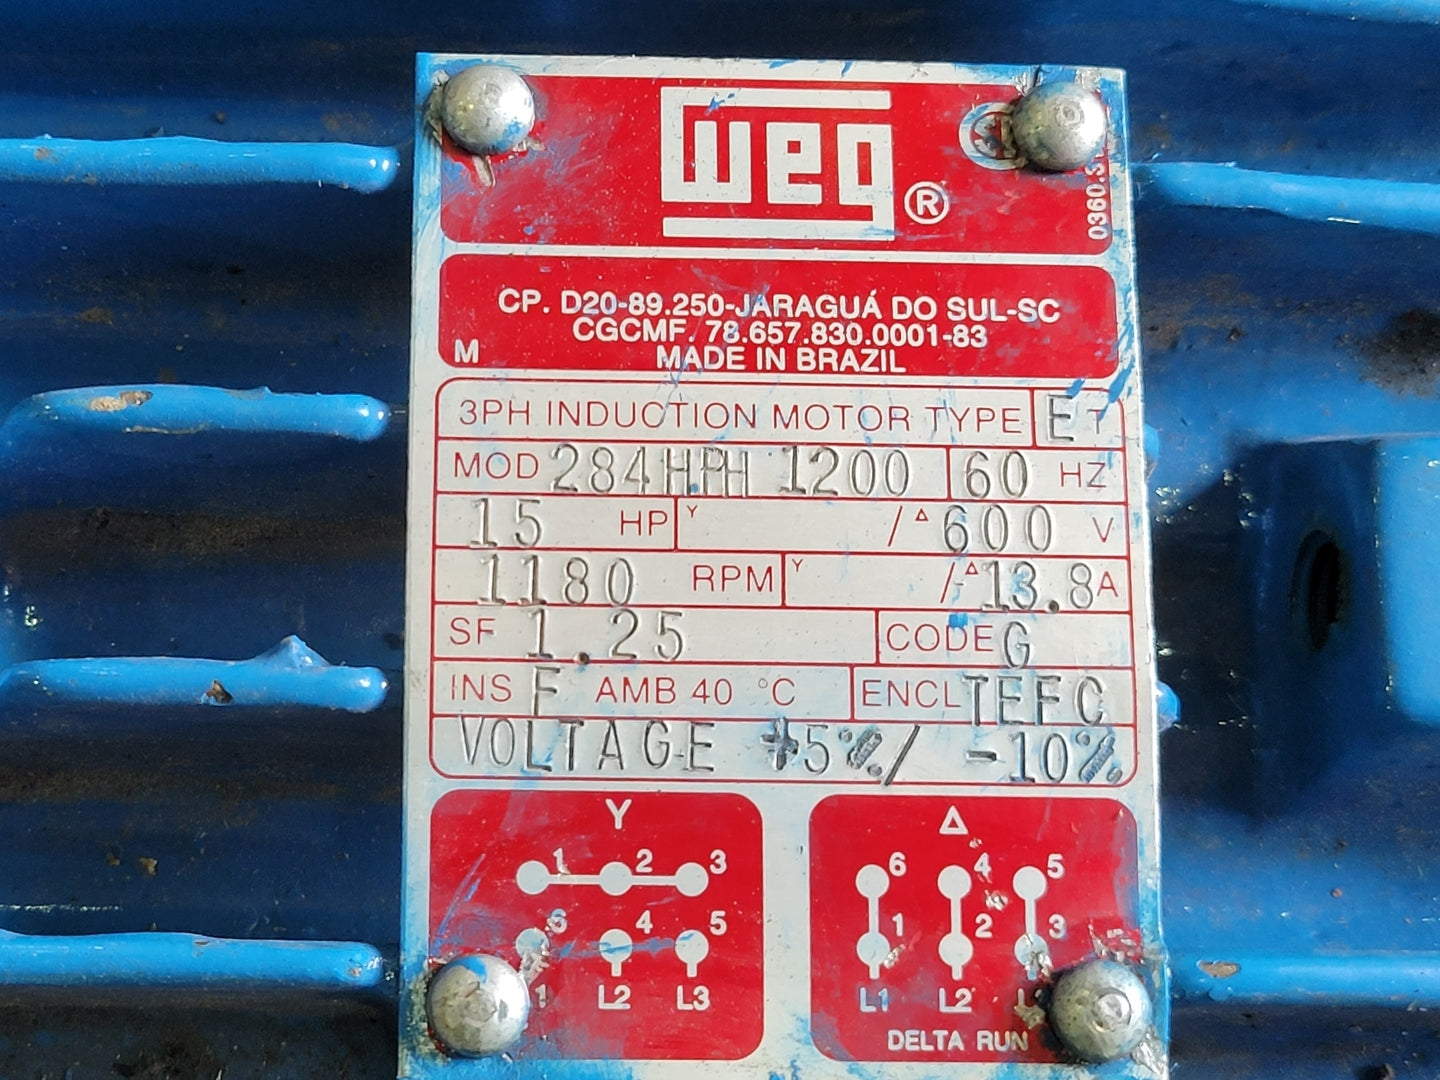 weg ®
0360.3
CP. D20-89.250-JARAGUÁ DO SUL-SC
CGCMF. 78.657.830.0001-83
M MADE IN BRAZIL
3PH INDUCTION MOTOR TYPE ET
MOD 284HPH 1200 60 HZ
15 HP Y / Δ 600 V
1180 RPM Y / Δ 13.8 A
SF 1.25 CODE G
INS F AMB 40 °C ENCL TEFC
VOLTAGE +5%/ -10%
Y
1 2 3
6 4 5
1 L2 L3
Δ
6 4 5
1 2 3
L1 L2 L
DELTA RUN